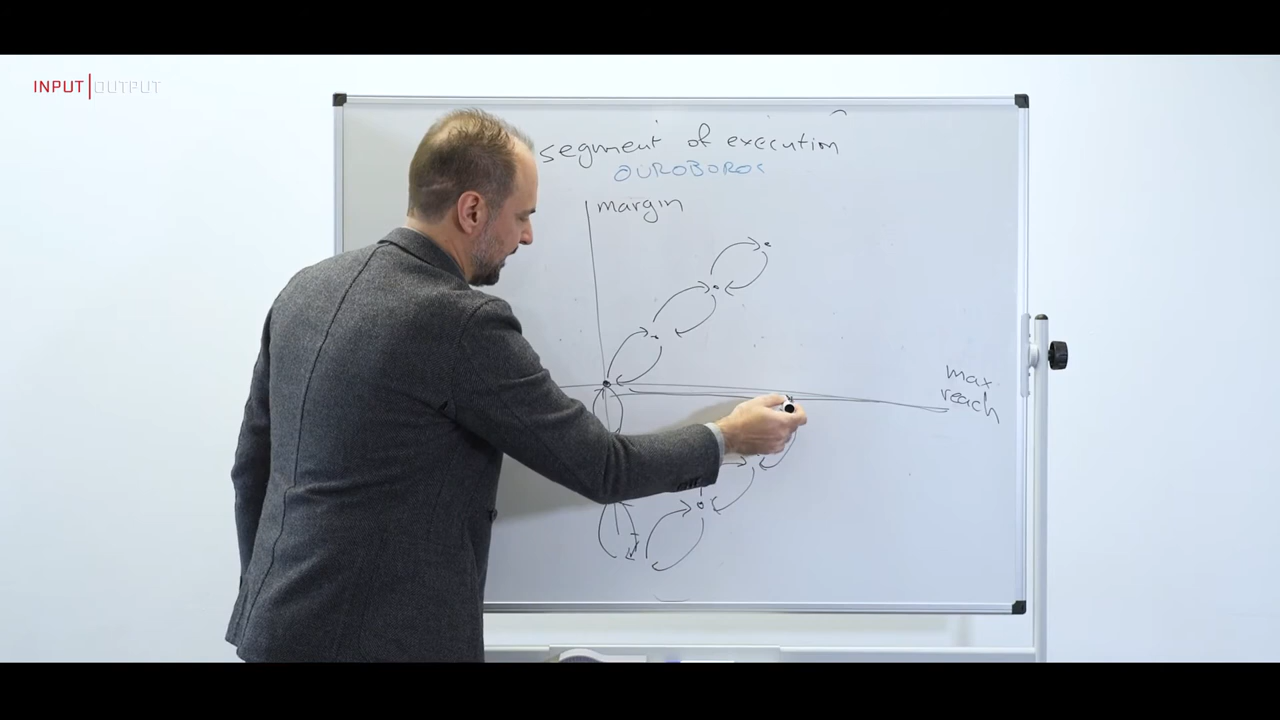 INPUT|OUTPUT
segment of execution
OUROBOROS
margin
max
reach